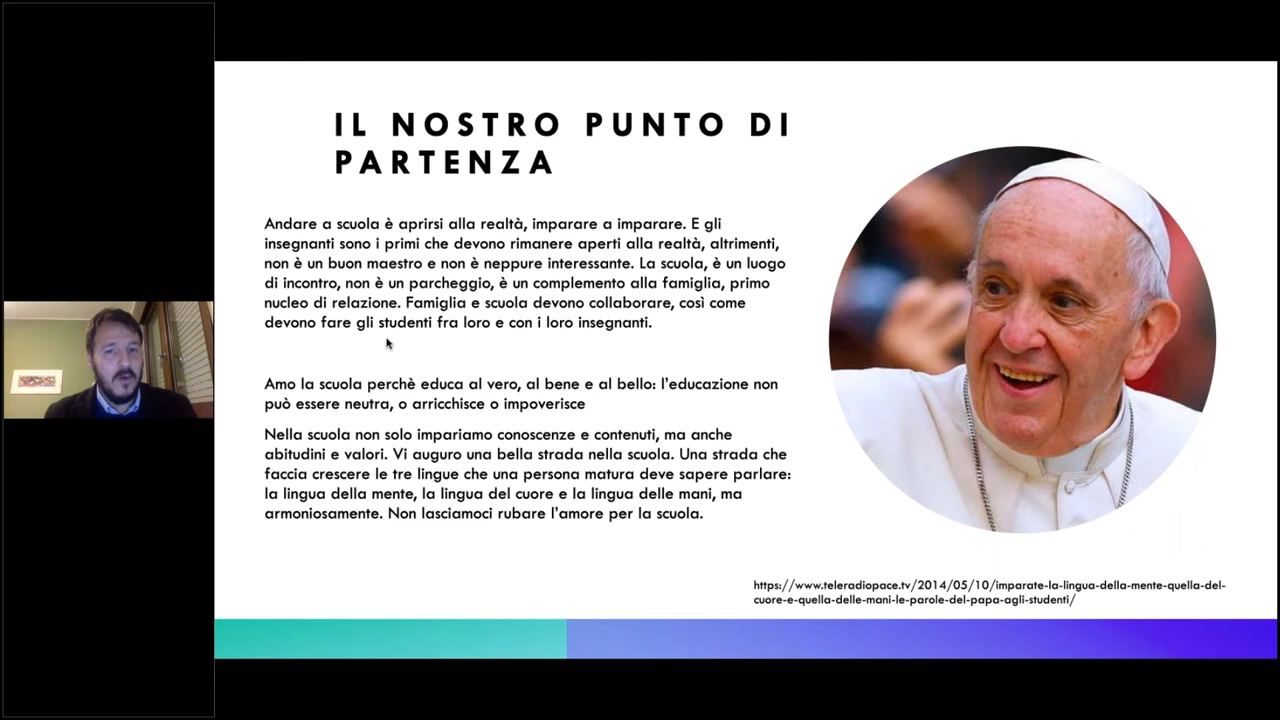 IL NOSTRO PUNTO DI
PARTENZA
Andare a scuola è aprirsi alla realtà, imparare a imparare. E gli
insegnanti sono i primi che devono rimanere aperti alla realtà, altrimenti,
non è un buon maestro e non è neppure interessante. La scuola, è un luogo
di incontro, non è un parcheggio, è un complemento alla famiglia, primo
nucleo di relazione. Famiglia e scuola devono collaborare, così come
devono fare gli studenti fra loro e con i loro insegnanti.
Amo la scuola perchè educa al vero, al bene e al bello: l'educazione non
può essere neutra, o arricchisce o impoverisce
Nella scuola non solo impariamo conoscenze e contenuti, ma anche
abitudini e valori. Vi auguro una bella strada nella scuola. Una strada che
faccia crescere le tre lingue che una persona matura deve sapere parlare:
la lingua della mente, la lingua del cuore e la lingua delle mani, ma
armoniosamente. Non lasciamoci rubare l'amore per la scuola.
https://www.teleradiopace.tv/2014/05/10/imparate-la-lingua-della-mente-quella-del-
cuore-e-quella-delle-mani-le-parole-del-papa-agli-studenti/